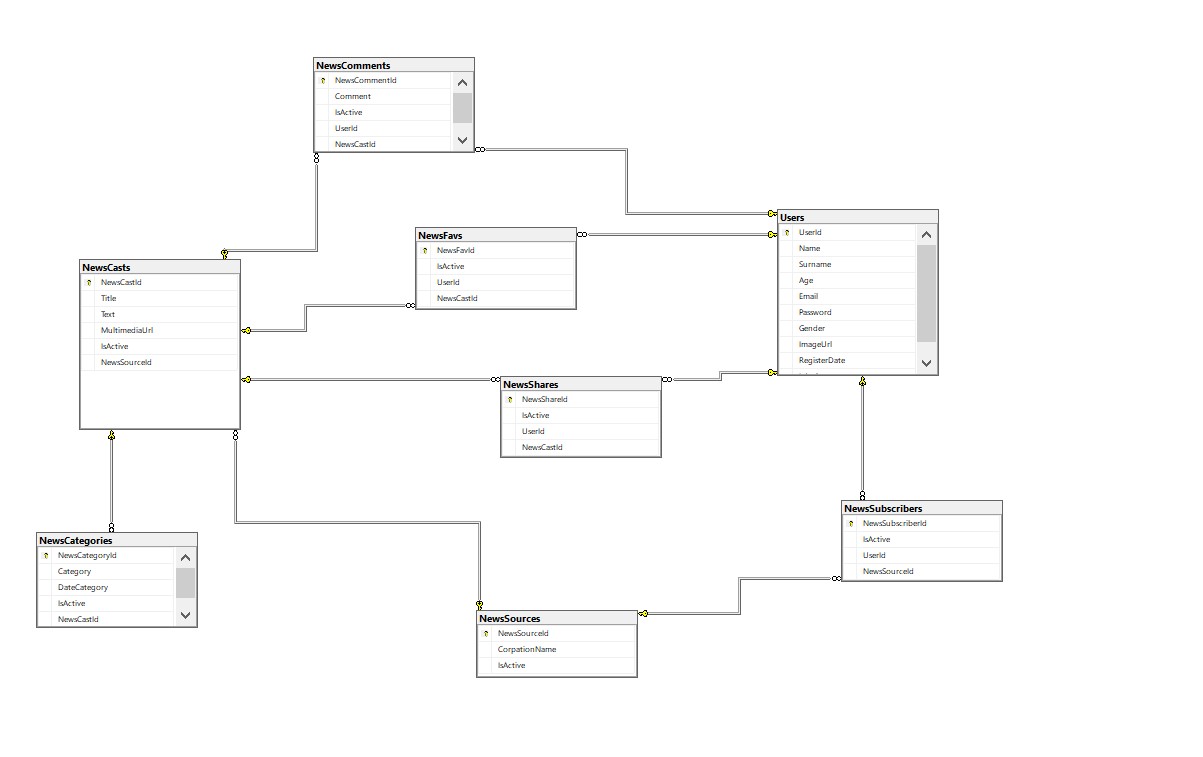 NewsComments
NewsCommentId
Comment
IsActive
UserId
NewsCastId
Users
UserId
Name
Surname
Age
Email
Password
Gender
ImageUrl
RegisterDate
NewsFavs
NewsFavId
IsActive
UserId
NewsCastId
NewsCasts
NewsCastId
Title
Text
MultimediaUrl
IsActive
NewsSourceId
NewsShares
NewsShareId
IsActive
UserId
NewsCastId
NewsSubscribers
NewsSubscriberId
IsActive
UserId
NewsSourceId
NewsCategories
NewsCategoryId
Category
DateCategory
IsActive
NewsCastId
NewsSources
NewsSourceId
CorpationName
IsActive